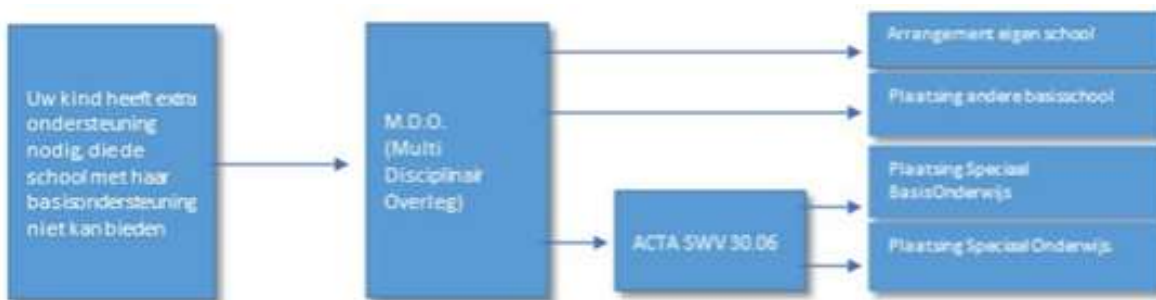 Uw kind heeft extra
ondersteuning
nodig, die de
school met haar
basisondersteuning
niet kan bieden
M.D.O.
(Multi
Disciplinair
Overleg)
ACTA SWV 30.06
Arrangement eigen school
Plaatsing andere basisschool
Plaatsing Speciaal
BasisOnderwijs
Plaatsing Speciaal Onderwijs.